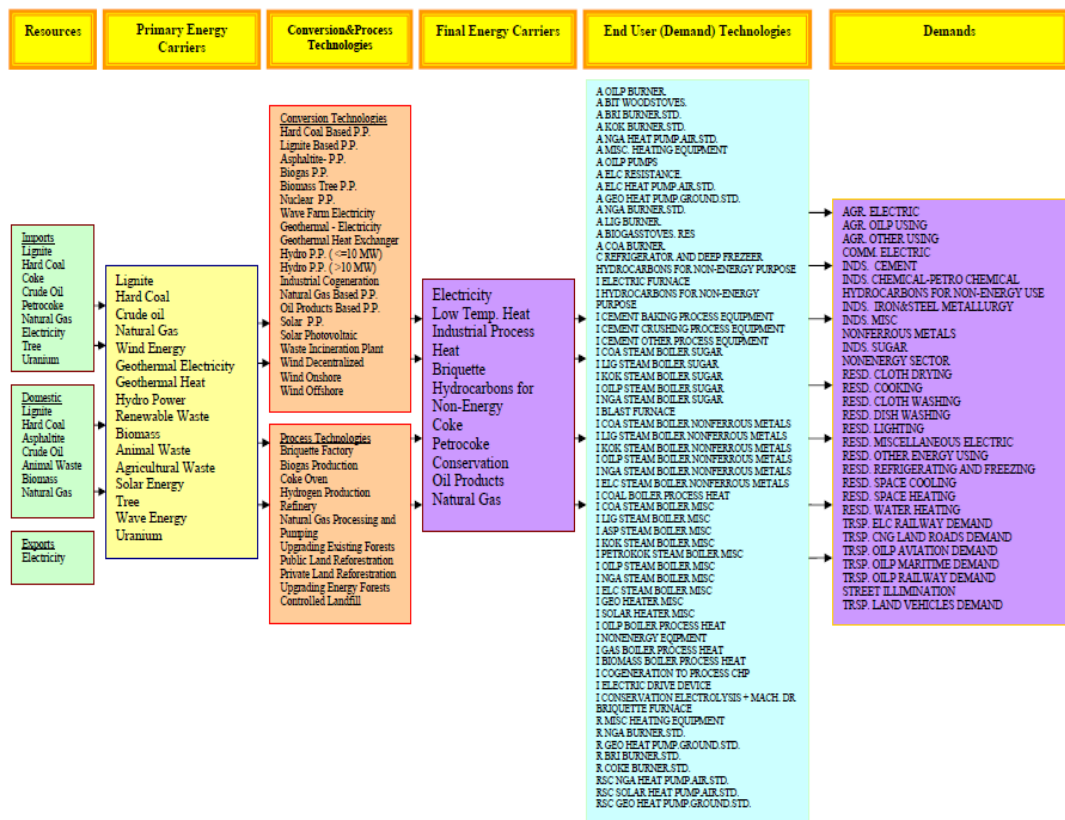 Resources
Primary Energy
Carriers
Conversion&Process
Technologies
Final Energy Carriers
End User (Demand) Technologies
Demands
Imports
Lignite
Hard Coal
Coke
Crude Oil
Petrocoke
Natural Gas
Electricity
Tree
Uranium
Domestic
Lignite
Hard Coal
Asphaltite
Crude Oil
Animal Waste
Biomass
Natural Gas
Exports
Electricity
Lignite
Hard Coal
Crude oil
Natural Gas
Wind Energy
Geothermal Electricity
Geothermal Heat
Hydro Power
Renewable Waste
Biomass
Animal Waste
Agricultural Waste
Solar Energy
Tree
Wave Energy
Uranium
Conversion Technologies
Hard Coal Based P.P.
Lignite Based P.P.
Asphaltite- P.P.
Biogas P.P.
Biomass Tree P.P.
Nuclear P.P.
Wave Farm Electricity
Geothermal - Electricity
Geothermal Heat Exchanger
Hydro P.P. ( <=10 MW)
Hydro P.P. ( >10 MW)
Industrial Cogeneration
Natural Gas Based P.P.
Oil Products Based P.P.
Solar P.P.
Solar Photovoltaic
Waste Incineration Plant
Wind Decentralized
Wind Onshore
Wind Offshore
Process Technologies
Briquette Factory
Biogas Production
Coke Oven
Hydrogen Production
Refinery
Natural Gas Processing and
Pumping
Upgrading Existing Forests
Public Land Reforestration
Private Land Reforestration
Upgrading Energy Forests
Controlled Landfill
Electricity
Low Temp. Heat
Industrial Process
Heat
Briquette
Hydrocarbons for
Non-Energy
Coke
Petrocoke
Conservation
Oil Products
Natural Gas
A OILP BURNER.
A BIT WOODSTOVES.
A BRI BURNER.STD.
A KOK BURNER.STD.
A NGA HEAT PUMP.AIR.STD.
A MISC. HEATING EQUIPMENT
A OILP PUMPS
A ELC RESISTANCE.
A ELC HEAT PUMP.AIR.STD.
A GEO HEAT PUMP.GROUND.STD.
A NGA BURNER.STD.
A LIG BURNER.
A BIOGASSTOVES. RES
A COA BURNER.
C REFRIGERATOR AND DEEP FREZEER
HYDROCARBONS FOR NON-ENERGY PURPOSE
I ELECTRIC FURNACE
I HYDROCARBONS FOR NON-ENERGY
PURPOSE
I CEMENT BAKING PROCESS EQUIPMENT
I CEMENT CRUSHING PROCESS EQUIPMENT
I CEMENT OTHER PROCESS EQUIPMENT
I COA STEAM BOILER SUGAR
I LIG STEAM BOILER SUGAR
I KOK STEAM BOILER SUGAR
I OILP STEAM BOILER SUGAR
I NGA STEAM BOILER SUGAR
I BLAST FURNACE
I COA STEAM BOILER NONFERROUS METALS
I LIG STEAM BOILER NONFERROUS METALS
I KOK STEAM BOILER NONFERROUS METALS
I OILP STEAM BOILER NONFERROUS METALS
I NGA STEAM BOILER NONFERROUS METALS
I ELC STEAM BOILER NONFERROUS METALS
I COAL BOILER PROCESS HEAT
I COA STEAM BOILER MISC
I LIG STEAM BOILER MISC
I ASP STEAM BOILER MISC
I KOK STEAM BOILER MISC
I PETROKOK STEAM BOILER MISC
I OILP STEAM BOILER MISC
I NGA STEAM BOILER MISC
I ELC STEAM BOILER MISC
I GEO HEATER MISC
I SOLAR HEATER MISC
I OILP BOILER PROCESS HEAT
I NONENERGY EQIPMENT
I GAS BOILER PROCESS HEAT
I BIOMASS BOILER PROCESS HEAT
I COGENERATION TO PROCESS CHP
I ELECTRIC DRIVE DEVICE
I CONSERVATION ELECTROLYSIS + MACH. DR
BRIQUETTE FURNACE
R MISC HEATING EQUIPMENT
R NGA BURNER.STD.
R GEO HEAT PUMP.GROUND.STD.
R BRI BURNER.STD.
R COKE BURNER.STD.
RSC NGA HEAT PUMP.AIR.STD.
RSC SOLAR HEAT PUMP.AIR.STD.
RSC GEO HEAT PUMP.GROUND.STD.
AGR. ELECTRIC
AGR. OILP USING
AGR. OTHER USING
COMM. ELECTRIC
INDS. CEMENT
INDS. CHEMICAL-PETRO CHEMICAL
HYDROCARBONS FOR NON-ENERGY USE
INDS. IRON&STEEL METALLURGY
INDS. MISC
NONFERROUS METALS
INDS. SUGAR
NONENERGY SECTOR
RESD. CLOTH DRYING
RESD. COOKING
RESD. CLOTH WASHING
RESD. DISH WASHING
RESD. LIGHTING
RESD. MISCELLANEOUS ELECTRIC
RESD. OTHER ENERGY USING
RESD. REFRIGERATING AND FREEZING
RESD. SPACE COOLING
RESD. SPACE HEATING
RESD. WATER HEATING
TRSP. ELC RAILWAY DEMAND
TRSP. CNG LAND ROADS DEMAND
TRSP. OILP AVIATION DEMAND
TRSP. OILP MARITIME DEMAND
TRSP. OILP RAILWAY DEMAND
STREET ILLIMINATION
TRSP. LAND VEHICLES DEMAND